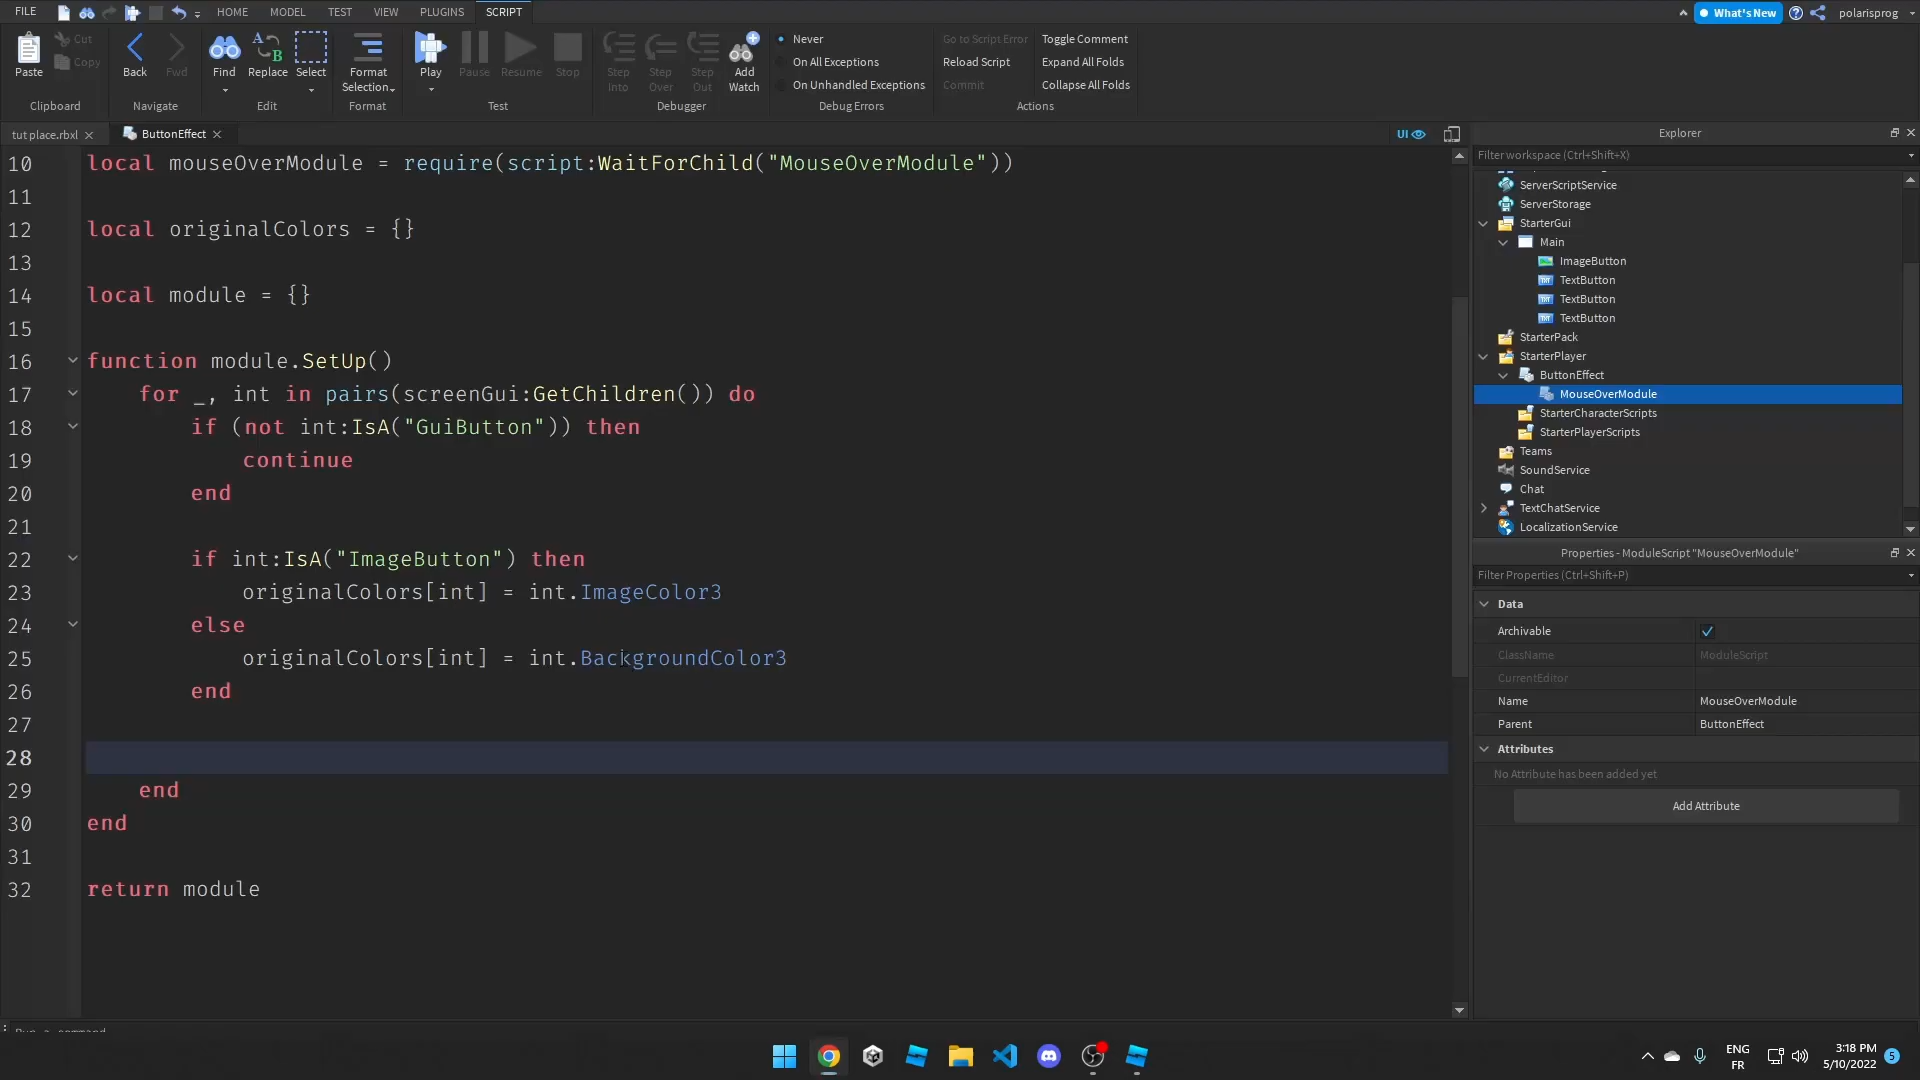 FILE HOME MODEL TEST VIEW PLUGINS SCRIPT What's New polarisprog
Paste Cut Copy Clipboard
Back Fwd Navigate
Find Replace Select Edit
Format Selection Format
Play Pause Resume Stop Test
Step Into Step Over Step Out Add Watch Debugger
Never
On All Exceptions
On Unhandled Exceptions
Debug Errors
Go to Script Error Toggle Comment
Reload Script Expand All Folds
Commit Collapse All Folds
Actions
tut place.rbxl ButtonEffect UI
10 local mouseOverModule = require(script:WaitForChild("MouseOverModule"))
11
12 local originalColors = {}
13
14 local module = {}
15
16 function module.SetUp()
17 for _, int in pairs(screenGui:GetChildren()) do
18 if (not int:IsA("GuiButton")) then
19 continue
20 end
21
22 if int:IsA("ImageButton") then
23 originalColors[int] = int.ImageColor3
24 else
25 originalColors[int] = int.BackgroundColor3
26 end
27
28
29 end
30 end
31
32 return module
Explorer
Filter workspace (Ctrl+Shift+X)
ServerScriptService
ServerStorage
StarterGui
Main
ImageButton
TextButton
TextButton
TextButton
StarterPack
StarterPlayer
ButtonEffect
MouseOverModule
StarterCharacterScripts
StarterPlayerScripts
Teams
SoundService
Chat
TextChatService
LocalizationService
Properties - ModuleScript "MouseOverModule"
Filter Properties (Ctrl+Shift+P)
Data
Archivable
ClassName ModuleScript
CurrentEditor
Name MouseOverModule
Parent ButtonEffect
Attributes
No Attribute has been added yet
Add Attribute
ENG
FR
3:18 PM
5/10/2022
5